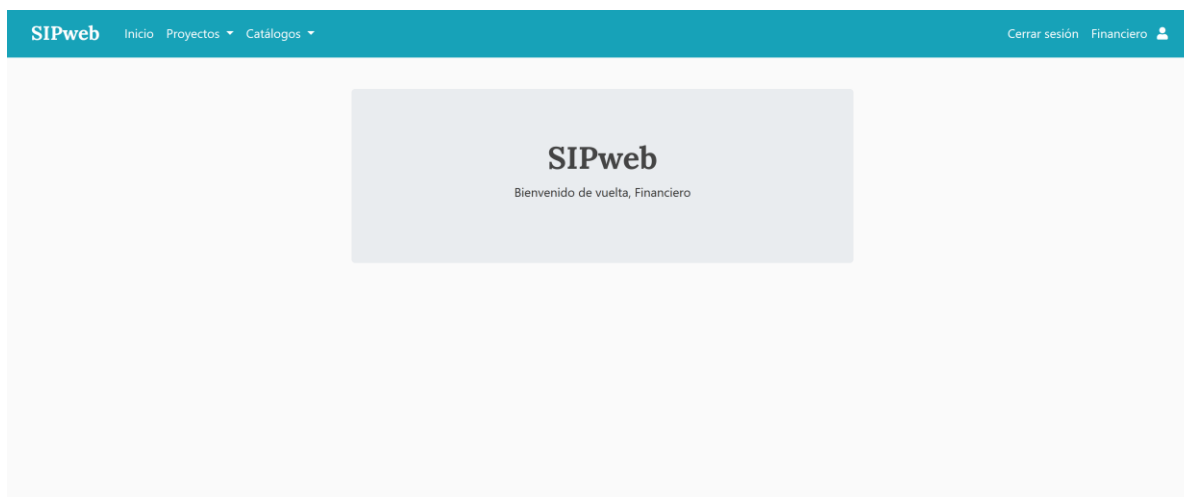 SIPweb Inicio Proyectos Catálogos Cerrar sesión Financiero
SIPweb
Bienvenido de vuelta, Financiero